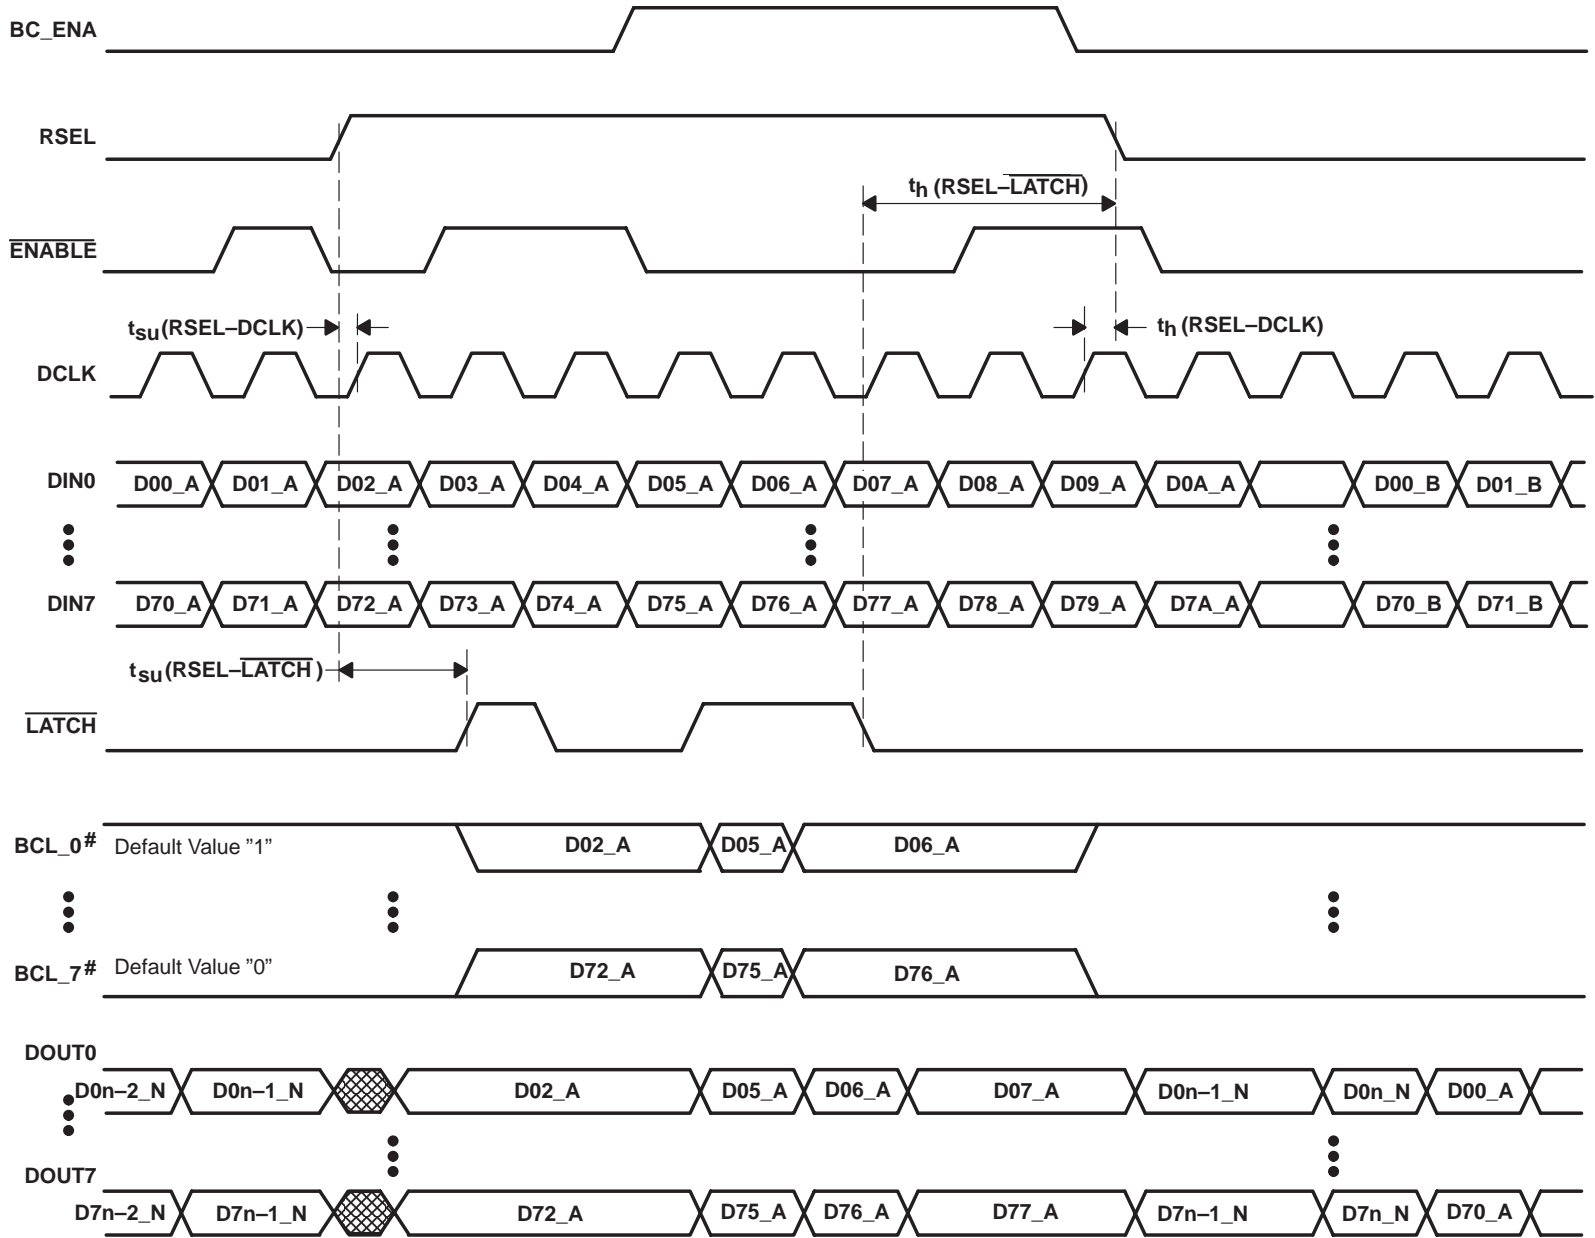 BC_ENA
RSEL
th (RSEL–LATCH)
ENABLE
tsu(RSEL–DCLK)
th (RSEL–DCLK)
DCLK
DIN0 D00_A D01_A D02_A D03_A D04_A D05_A D06_A D07_A D08_A D09_A D0A_A D00_B D01_B
DIN7 D70_A D71_A D72_A D73_A D74_A D75_A D76_A D77_A D78_A D79_A D7A_A D70_B D71_B
tsu(RSEL–LATCH )
LATCH
BCL_0# Default Value ”1” D02_A D05_A D06_A
BCL_7# Default Value ”0” D72_A D75_A D76_A
DOUT0
D0n–2_N D0n–1_N D02_A D05_A D06_A D07_A D0n–1_N D0n_N D00_A
DOUT7
D7n–2_N D7n–1_N D72_A D75_A D76_A D77_A D7n–1_N D7n_N D70_A